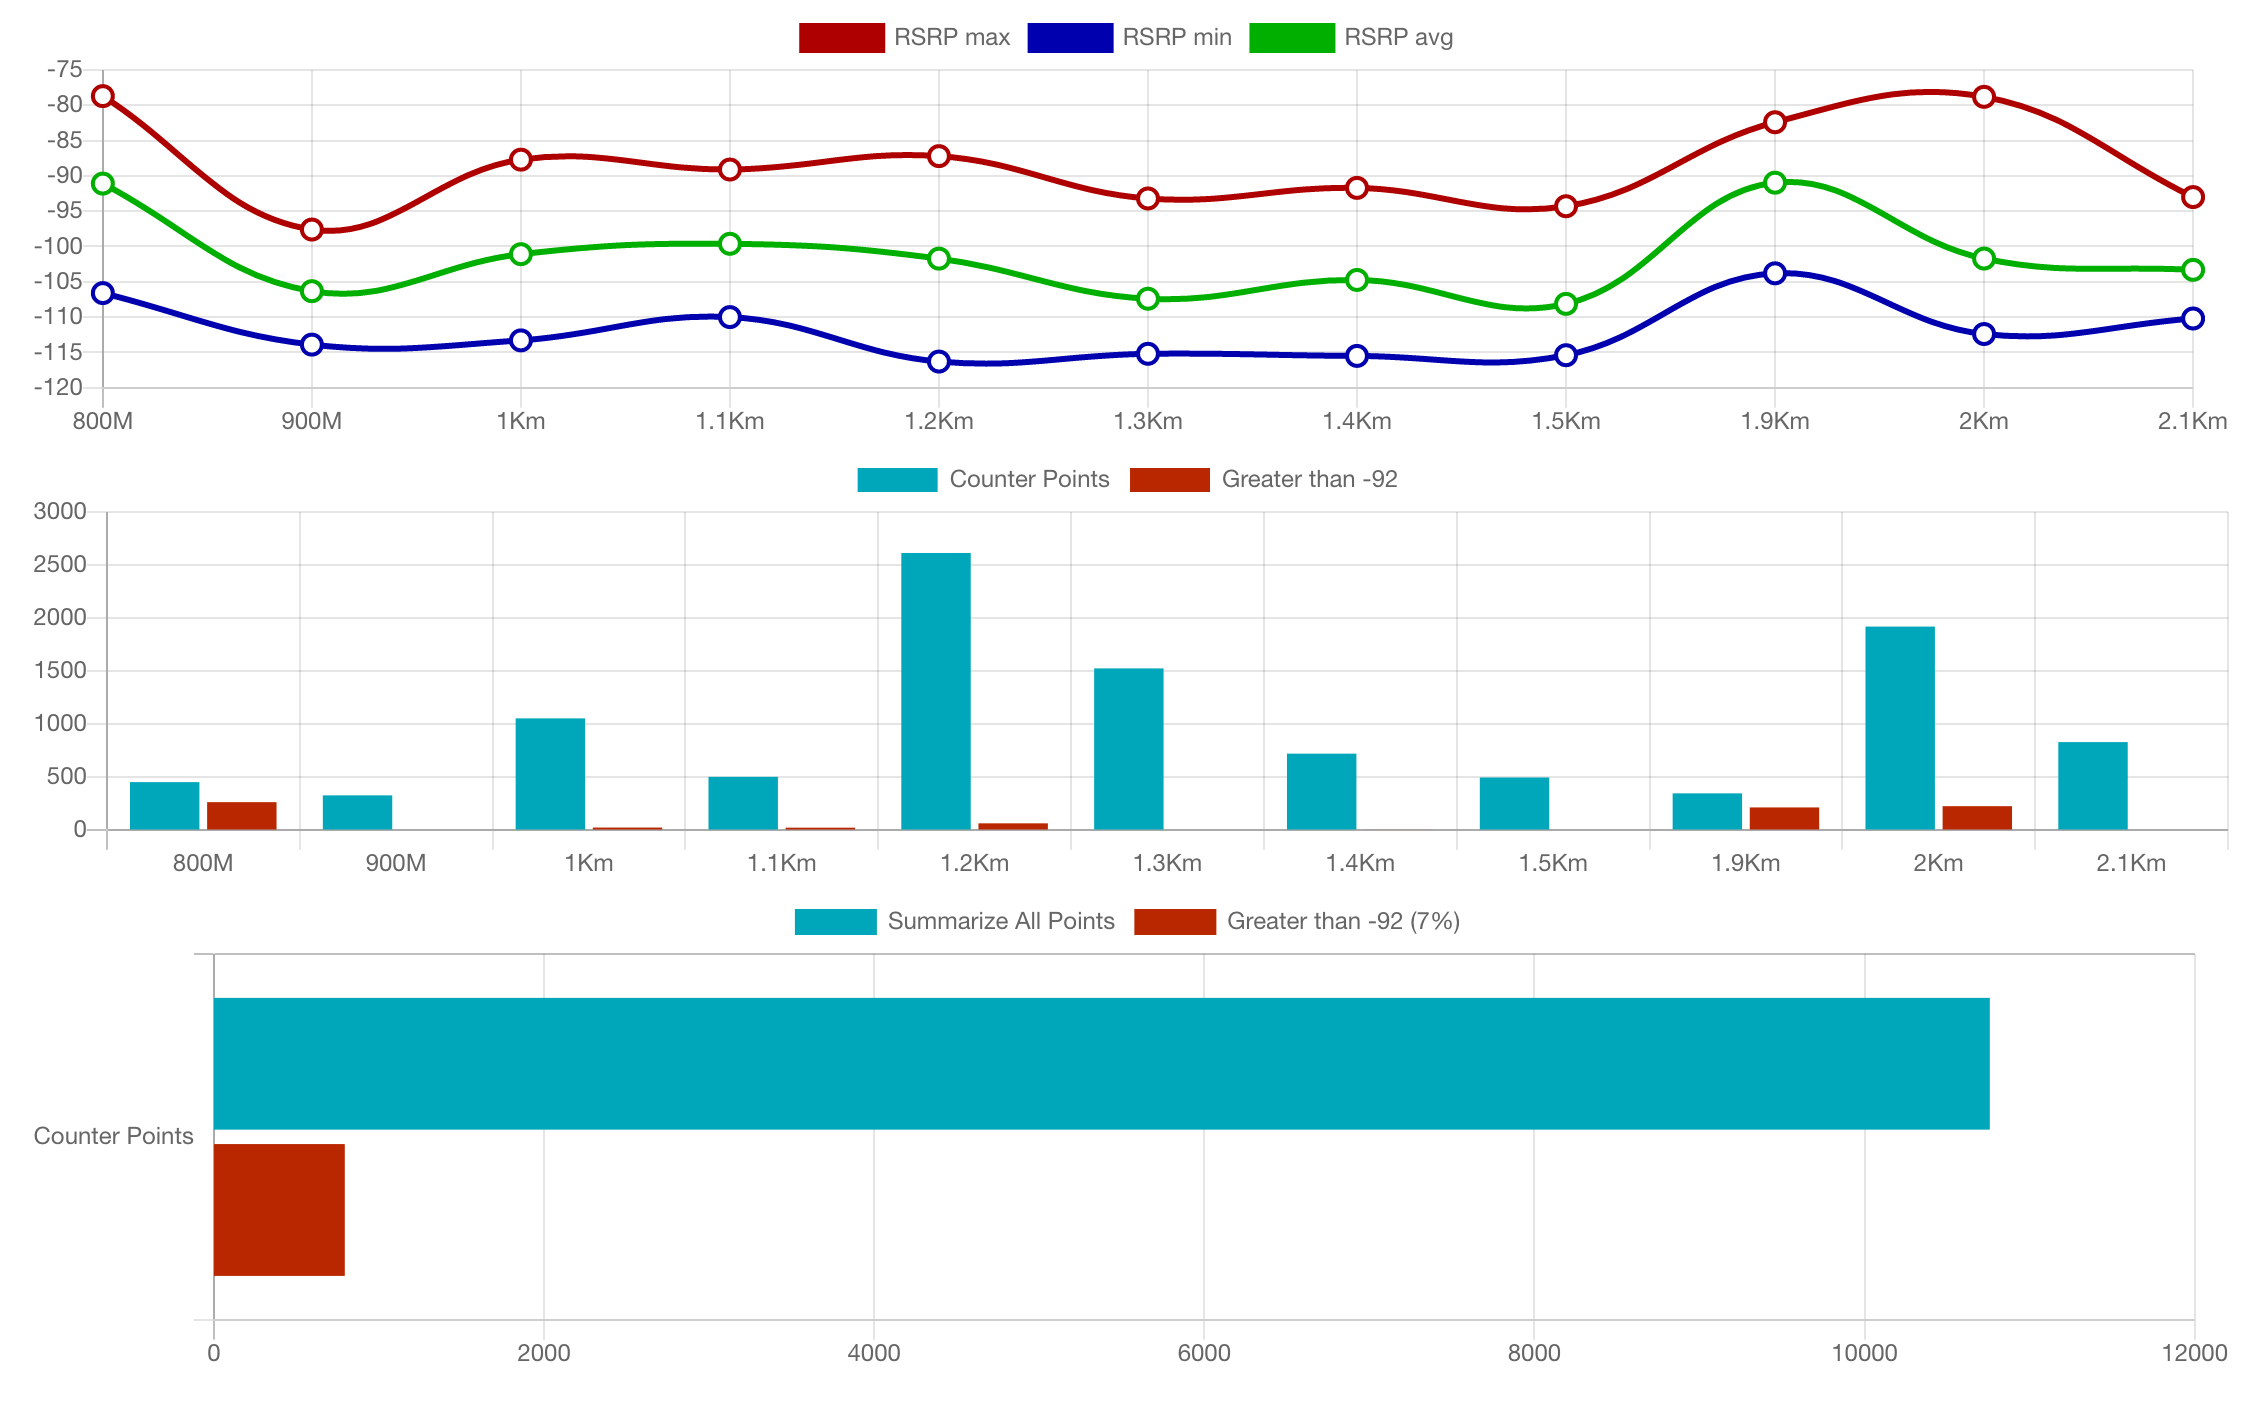 RSRP max RSRP min RSRP avg
-75
-80
-85
-90
-95
-100
-105
-110
-115
-120
800M 900M 1Km 1.1Km 1.2Km 1.3Km 1.4Km 1.5Km 1.9Km 2Km 2.1Km
Counter Points Greater than -92
3000
2500
2000
1500
1000
500
0
800M 900M 1Km 1.1Km 1.2Km 1.3Km 1.4Km 1.5Km 1.9Km 2Km 2.1Km
Summarize All Points Greater than -92 (7%)
Counter Points
0 2000 4000 6000 8000 10000 12000